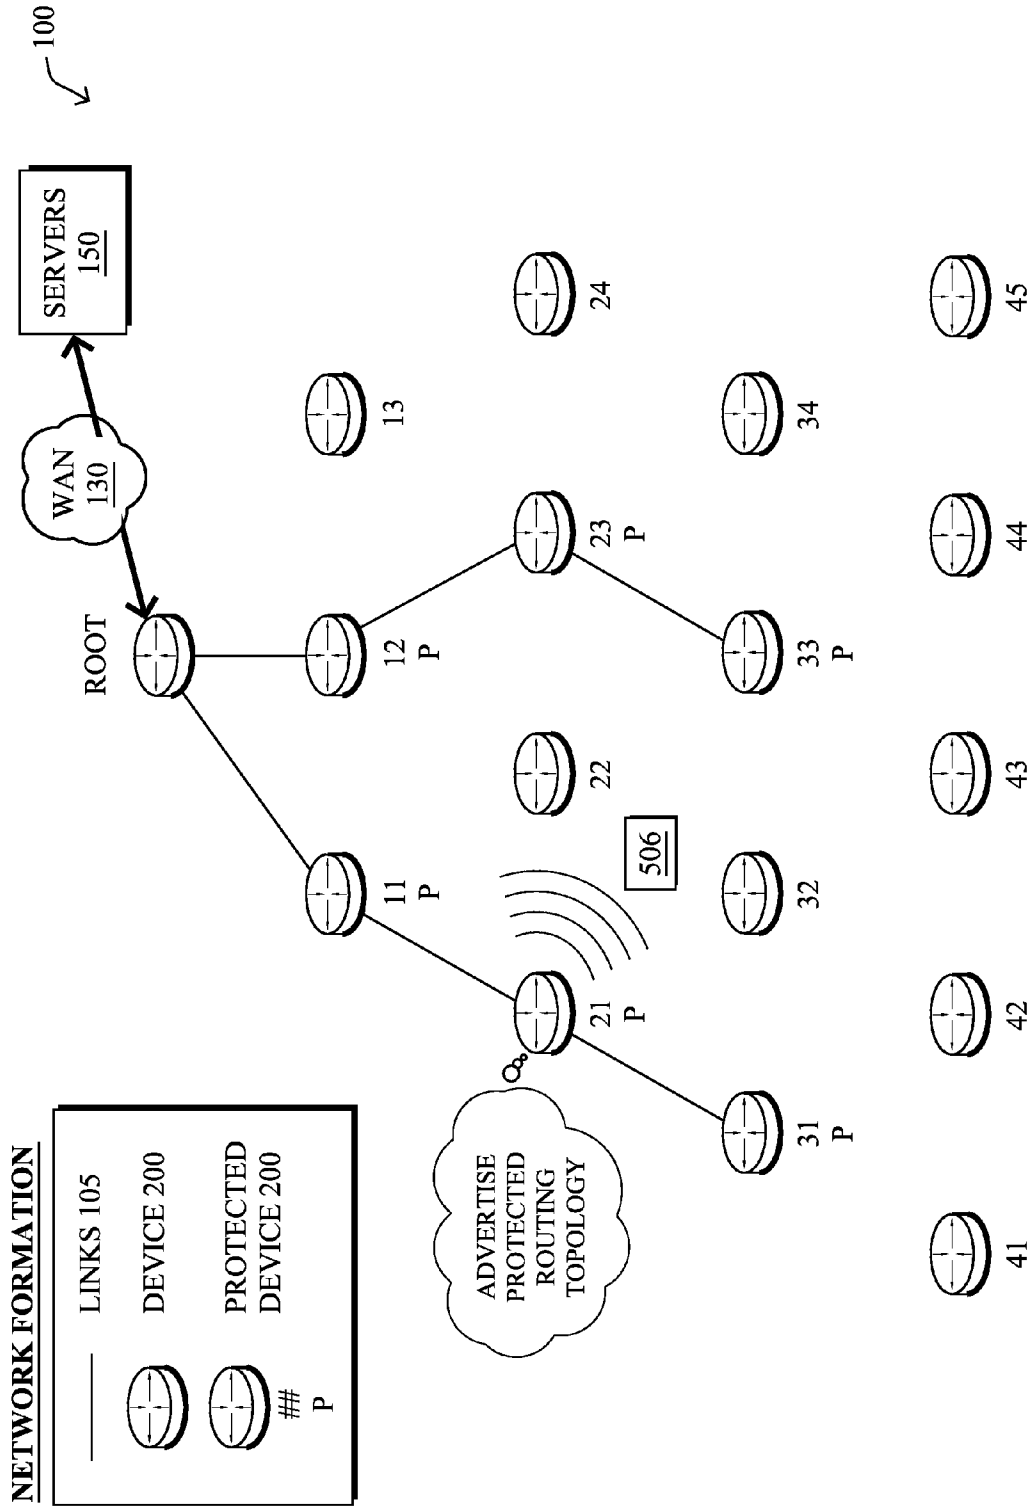 NETWORK FORMATION
LINKS 105
DEVICE 200
PROTECTED
DEVICE 200
##
P
ROOT
WAN
130
SERVERS
150
100
11
P
12
P
13
ADVERTISE
PROTECTED
ROUTING
TOPOLOGY
21
P
506
22
23
P
24
31
P
32
33
P
34
41
42
43
44
45